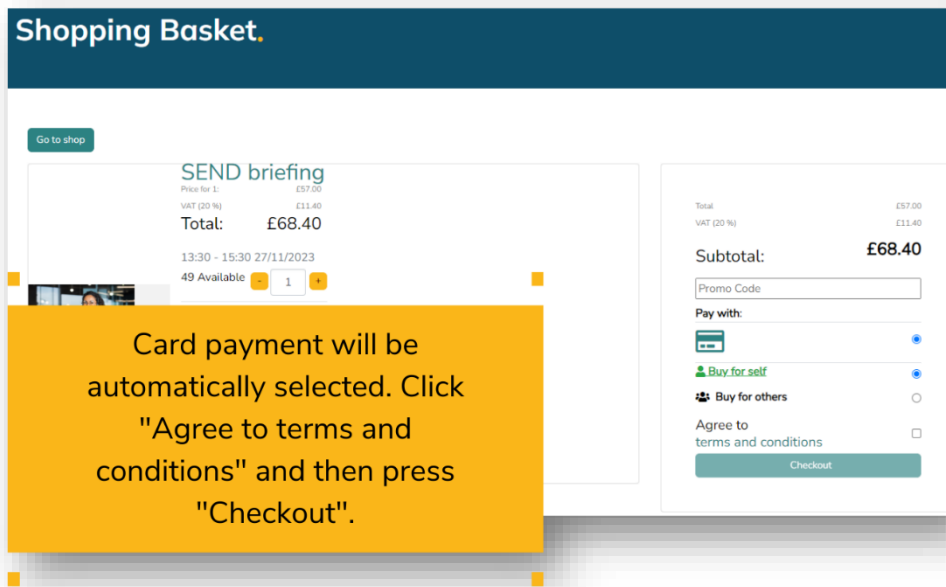 Shopping Basket.
Go to shop
SEND briefing
Price for 1: £57.00
VAT (20 %) £11.40
Total: £68.40
13:30 - 15:30 27/11/2023
49 Available - 1 +
Card payment will be
automatically selected. Click
"Agree to terms and
conditions" and then press
"Checkout".
Total £57.00
VAT (20 %) £11.40
Subtotal: £68.40
Promo Code
Pay with:
Buy for self
Buy for others
Agree to
terms and conditions
Checkout